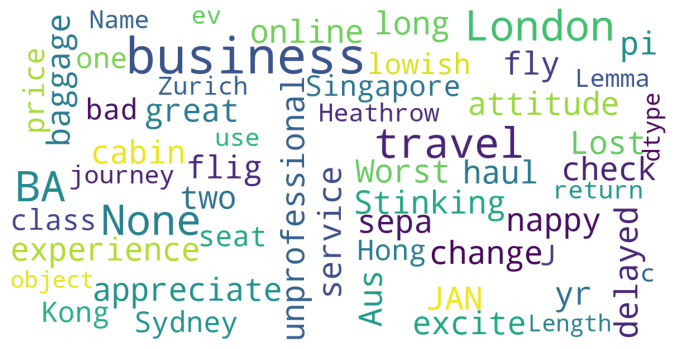 Name
ev
online
long
London
pi
price
baggage
one
business
lowish
fly
Zurich
Singapore
Lemma
bad
great
Heathrow
attitude
dtype
use
cabin
unprofessional
travel
Lost
journey
flig
Worst
haul
check
BA
two
Stinking
return
class
None
service
sepa
nappy
experience
seat
Hong
change
J
delayed
object
appreciate
Aus
JAN
yr
c
Kong
Sydney
excite
Length